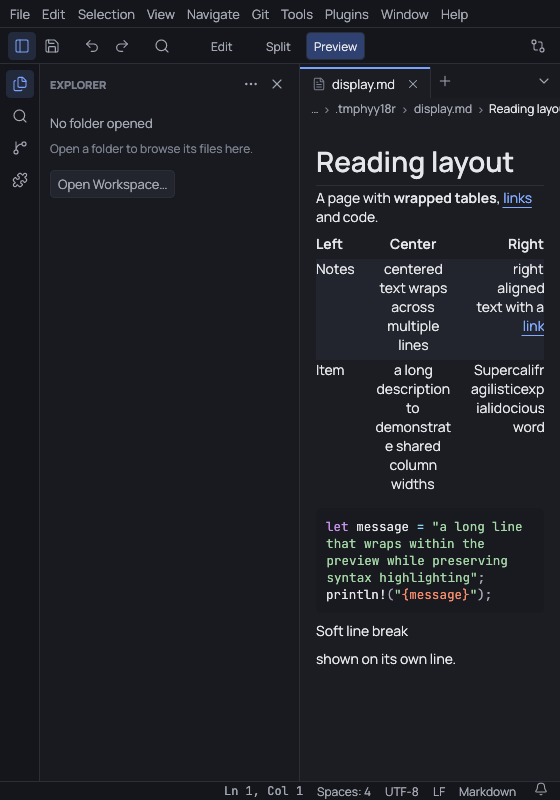 File Edit Selection View Navigate Git Tools Plugins Window Help
Edit Split Preview
EXPLORER
No folder opened
Open a folder to browse its files here.
Open Workspace...
display.md
… › .tmphyy18r › display.md › Reading layou
Reading layout
A page with wrapped tables, links
and code.
Left Center Right
Notes
centered
text wraps
across
multiple
lines
right
aligned
text with a
link
Item
a long
description
to
demonstrat
e shared
column
widths
Supercalifr
agilisticexp
ialidocious
word
let message = "a long line
that wraps within the
preview while preserving
syntax highlighting";
println!("{message}");
Soft line break
shown on its own line.
Ln 1, Col 1 Spaces: 4 UTF-8 LF Markdown